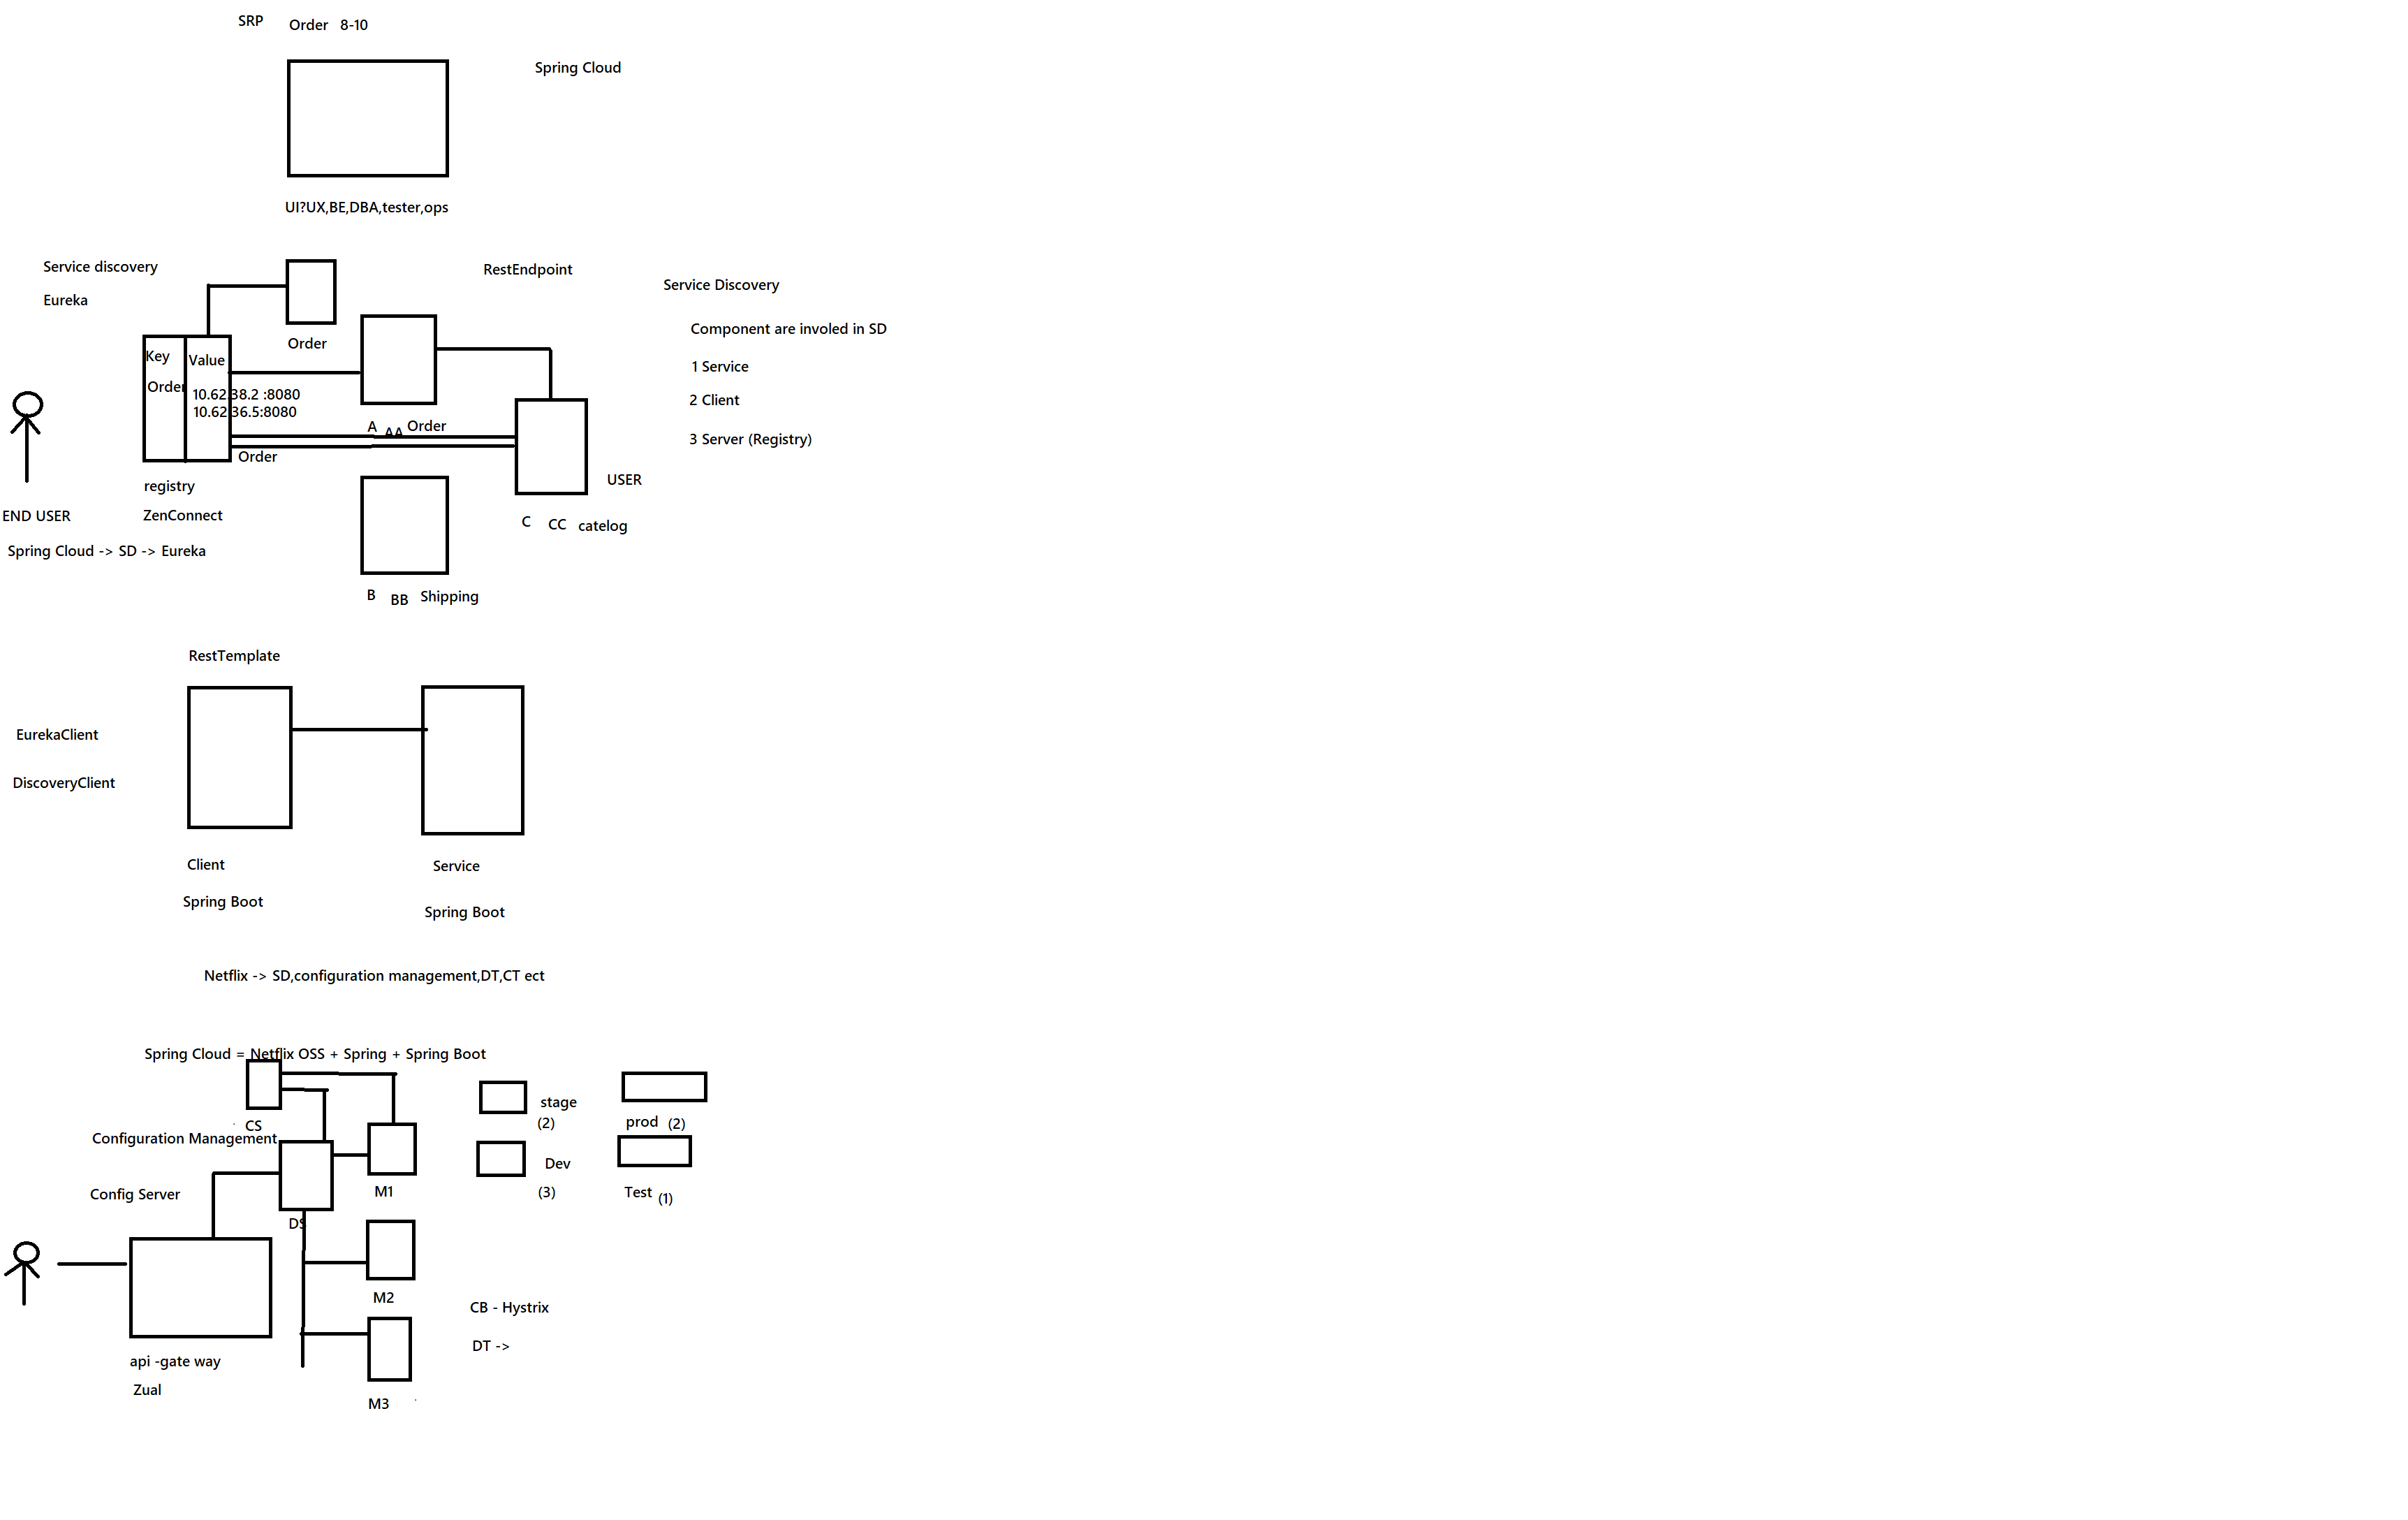 SRP Order 8-10
Spring Cloud
UI?UX,BE,DBA,tester,ops
Service discovery
Eureka
RestEndpoint
Service Discovery
Component are involed in SD
1 Service
2 Client
3 Server (Registry)
Order
Key Value
Order 10.62.38.2 :8080
10.62.36.5:8080
A AA Order
Order
registry
ZenConnect
END USER
USER
C CC catelog
Spring Cloud -> SD -> Eureka
B BB Shipping
RestTemplate
EurekaClient
DiscoveryClient
Client
Service
Spring Boot
Spring Boot
Netflix -> SD,configuration management,DT,CT ect
Spring Cloud = Netflix OSS + Spring + Spring Boot
CS
Configuration Management
Config Server
stage
(2)
prod (2)
Dev
(3)
Test (1)
M1
DS
M2
CB - Hystrix
DT ->
api -gate way
Zual
M3